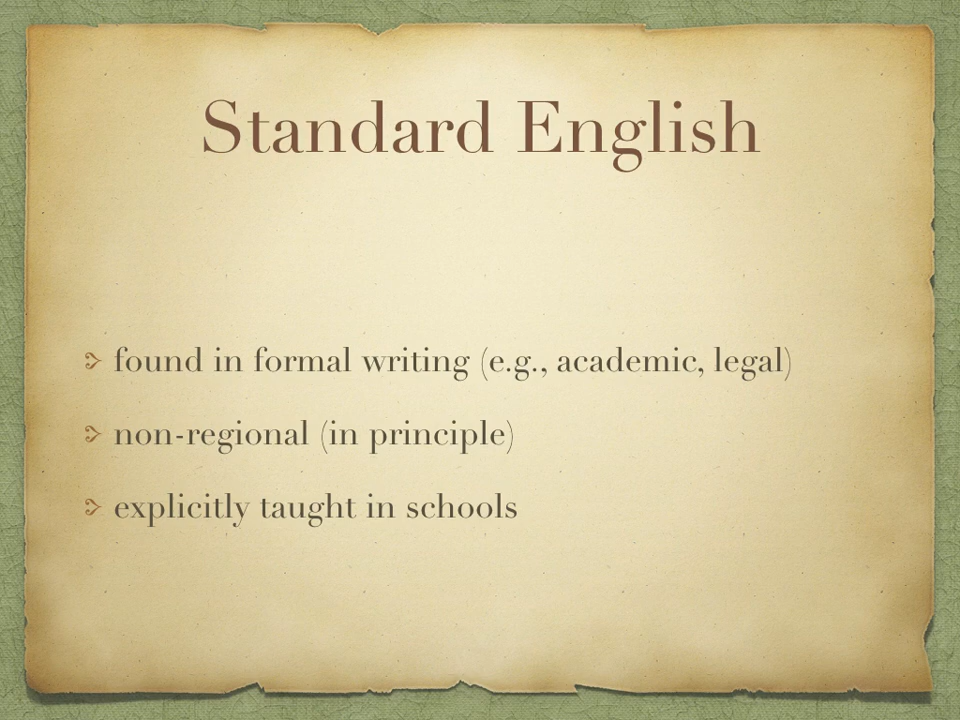 Standard English
found in formal writing (e.g., academic, legal)
non-regional (in principle)
explicitly taught in schools